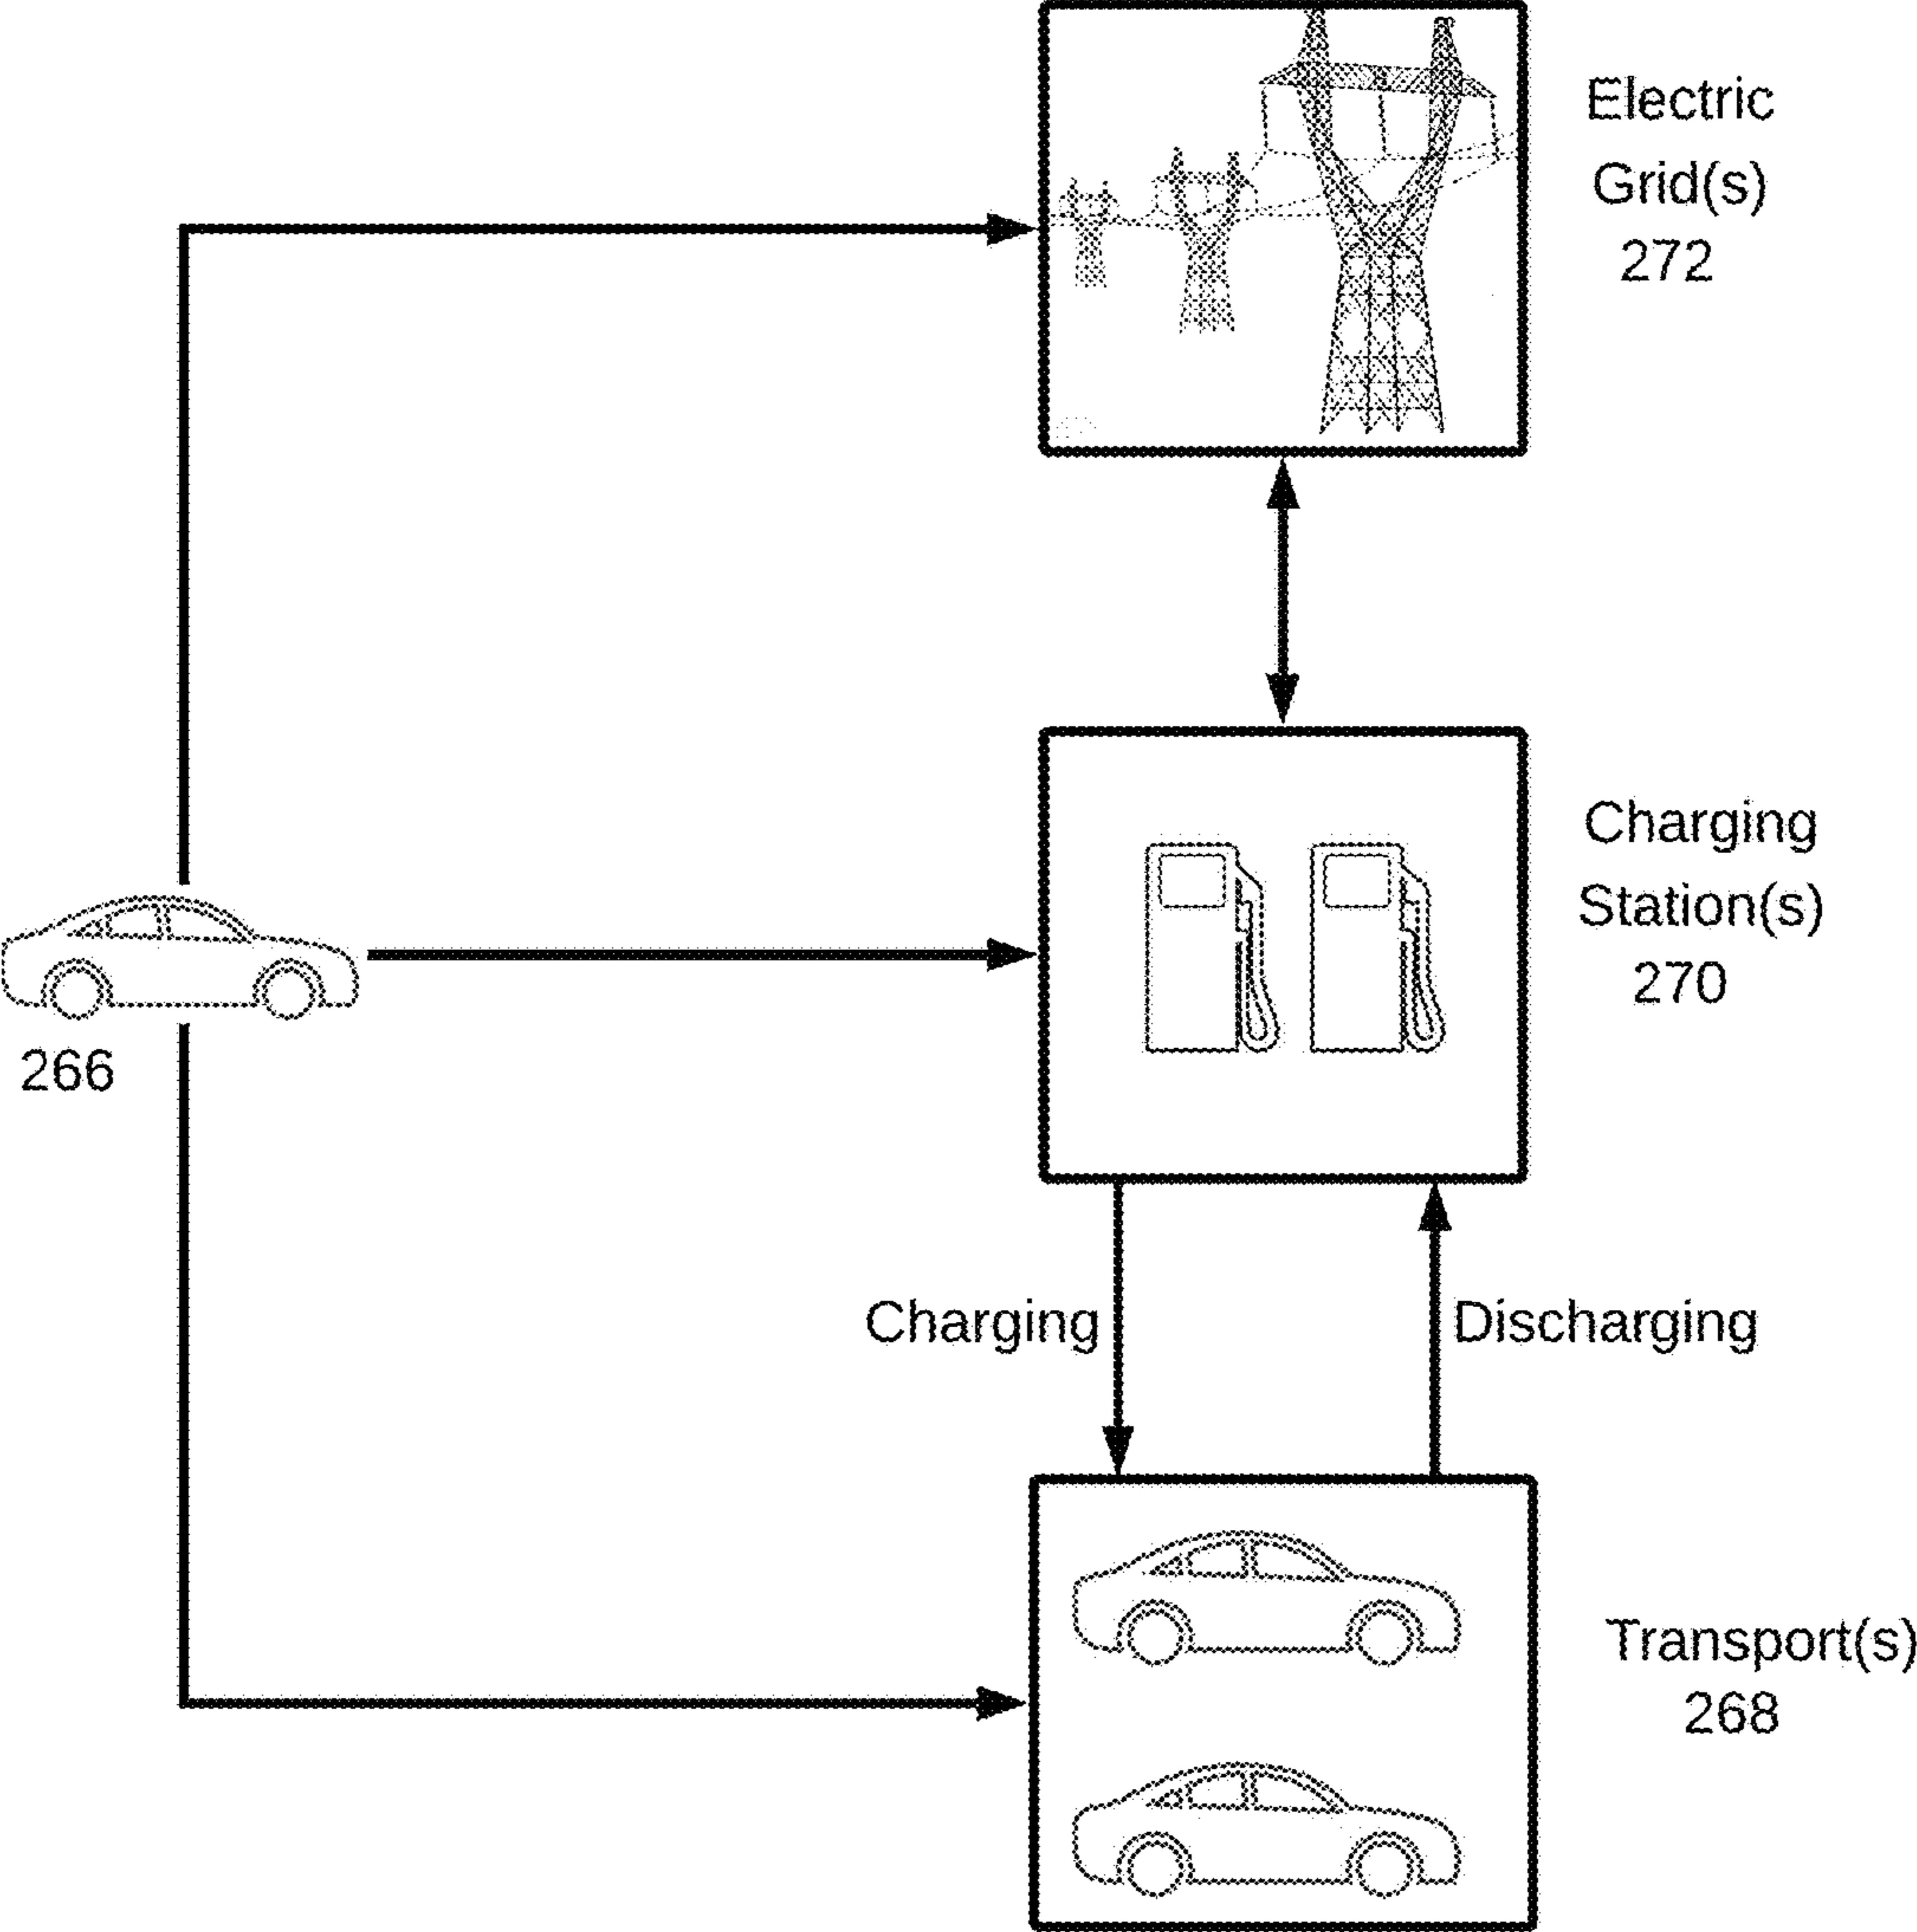 Electric
Grid(s)
272
Charging
Station(s)
270
266
Charging
Discharging
Transport(s)
268